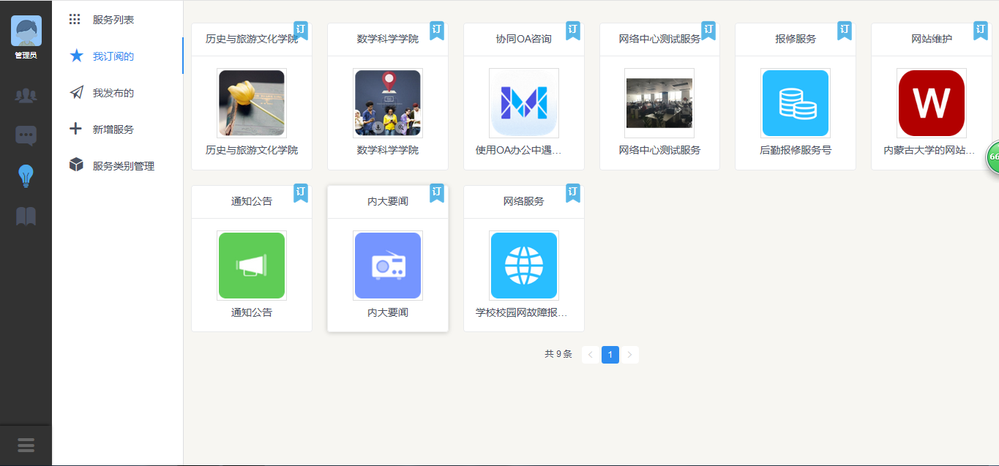 管理员
服务列表
我订阅的
我发布的
新增服务
服务类别管理
历史与旅游文化学院
订
历史与旅游文化学院
数学科学学院
订
数学科学学院
协同OA咨询
订
使用OA办公中遇...
网络中心测试服务
订
网络中心测试服务
报修服务
订
后勤报修服务号
网站维护
订
W
内蒙古大学的网站...
66
通知公告
订
通知公告
内大要闻
订
内大要闻
网络服务
订
学校校园网故障报...
共 9 条
1